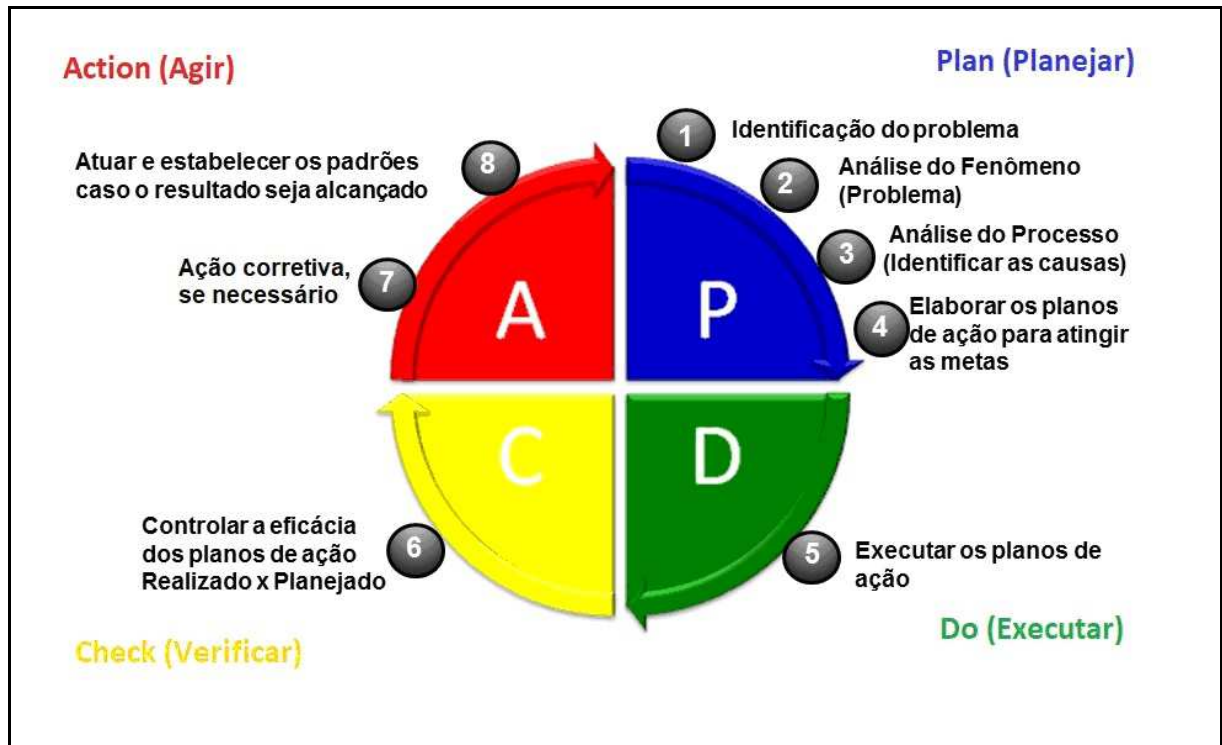 Action (Agir)
Plan (Planejar)
1
Identificação do problema
2
Análise do Fenômeno
(Problema)
3
Análise do Processo
(Identificar as causas)
4
Elaborar os planos
de ação para atingir
as metas
8
Atuar e estabelecer os padrões
caso o resultado seja alcançado
7
Ação corretiva,
se necessário
A
P
C
D
6
Controlar a eficácia
dos planos de ação
Realizado x Planejado
5
Executar os planos de
ação
Check (Verificar)
Do (Executar)